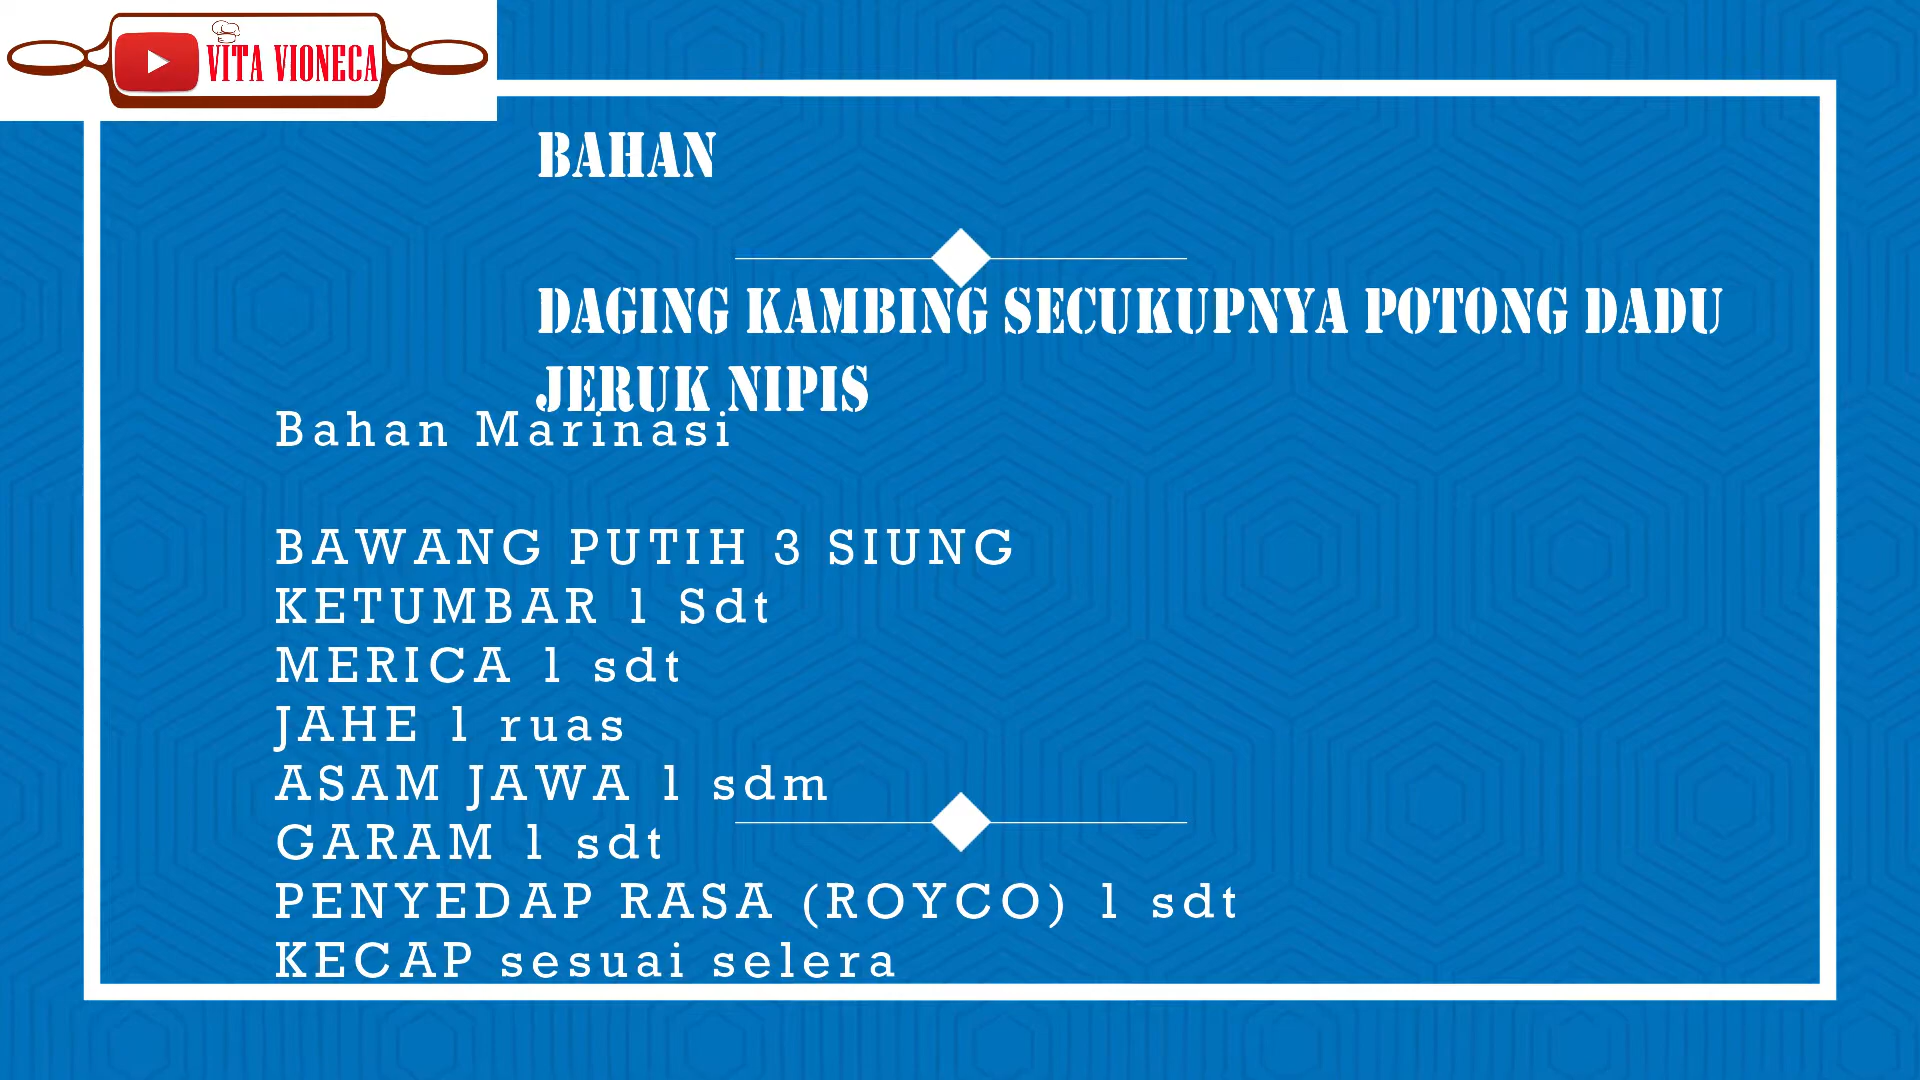 VITA VIONECA
BAHAN
DAGING KAMBING SECUKUPNYA POTONG DADU
JERUK NIPIS
Bahan Marinasi
BAWANG PUTIH 3 SIUNG
KETUMBAR 1 Sdt
MERICA 1 sdt
JAHE 1 ruas
ASAM JAWA 1 sdm
GARAM 1 sdt
PENYEDAP RASA (ROYCO) 1 sdt
KECAP sesuai selera